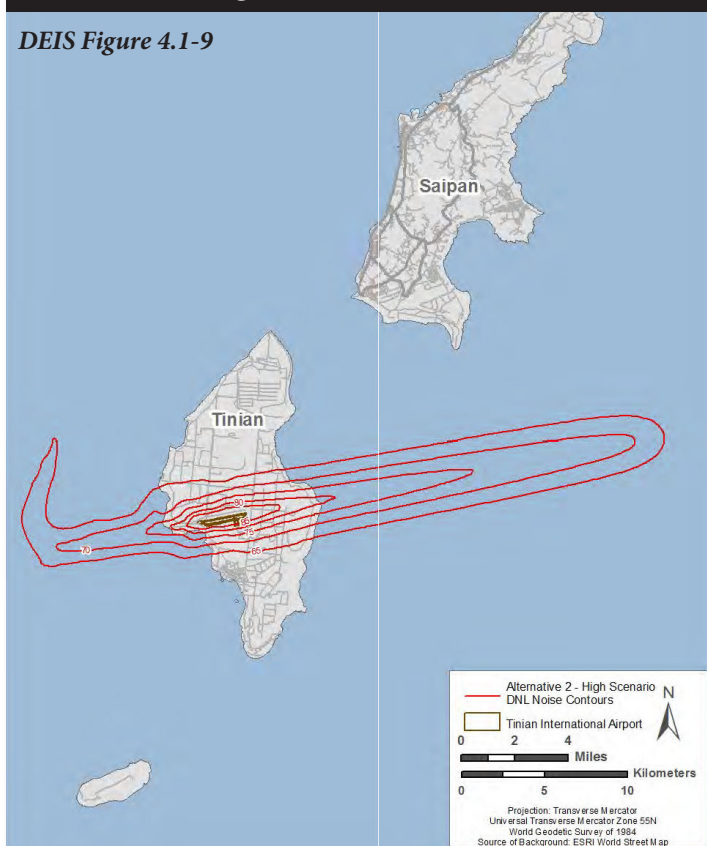 DEIS Figure 4.1-9
Saipan
Tinian
80
85
75
70
65
Alternative 2 - High Scenario
DNL Noise Contours
N
Tinian International Airport
0 2 4
Miles
Kilometers
0 5 10
Projection: Transverse Mercator
Universal Transverse Mercator Zone 55N
World Geodetic Survey of 1984
Source of Background: ESRI World Street Map